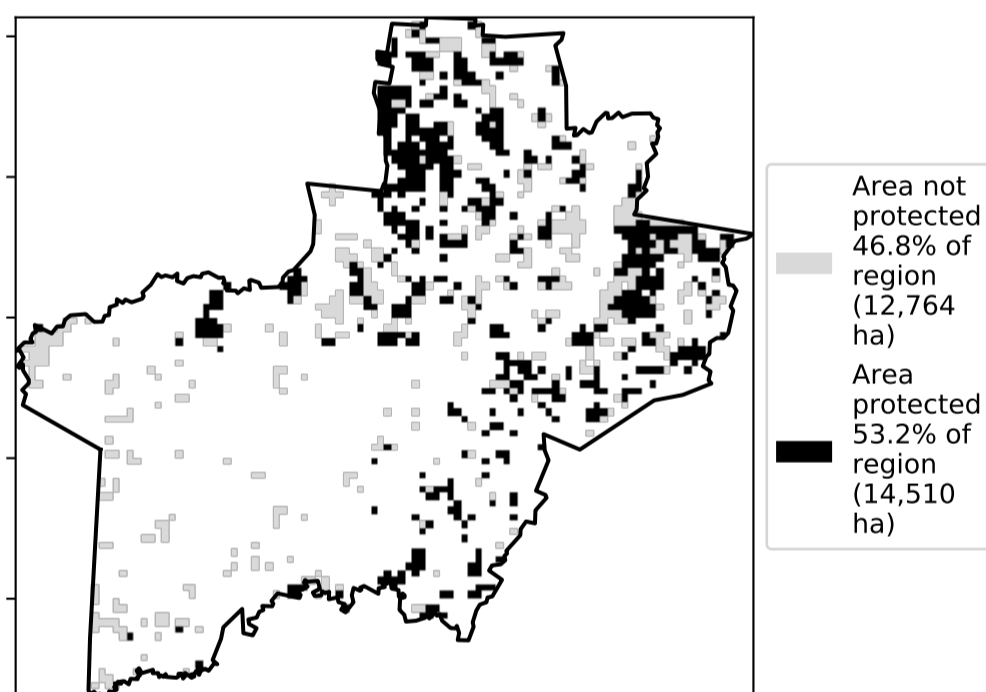 Area not
protected
46.8% of
region
(12,764
ha)
Area
protected
53.2% of
region
(14,510
ha)